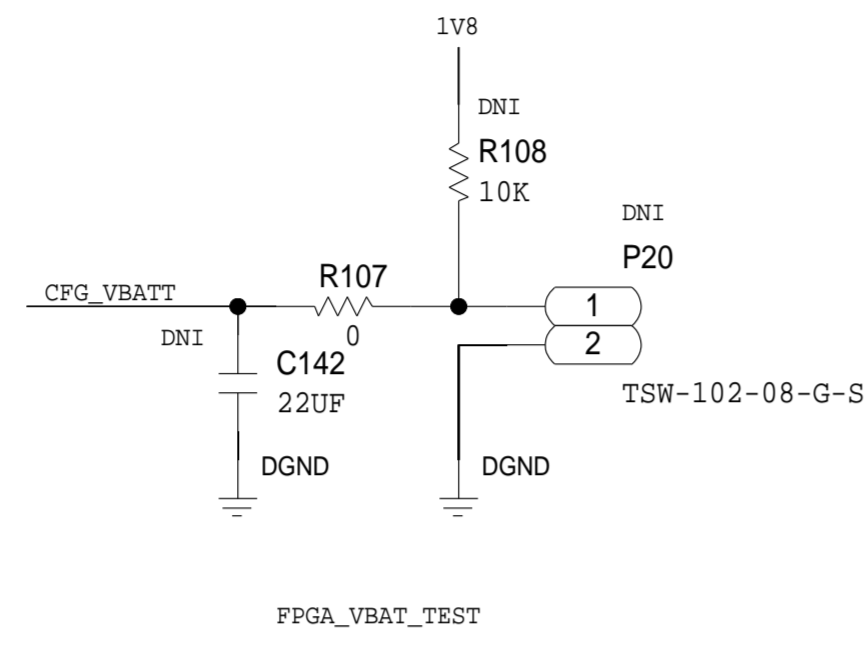 1V8
DNI
R108
10K
DNI
P20
CFG_VBATT
R107
0
1
2
DNI
C142
22UF
TSW-102-08-G-S
DGND
DGND
FPGA_VBAT_TEST